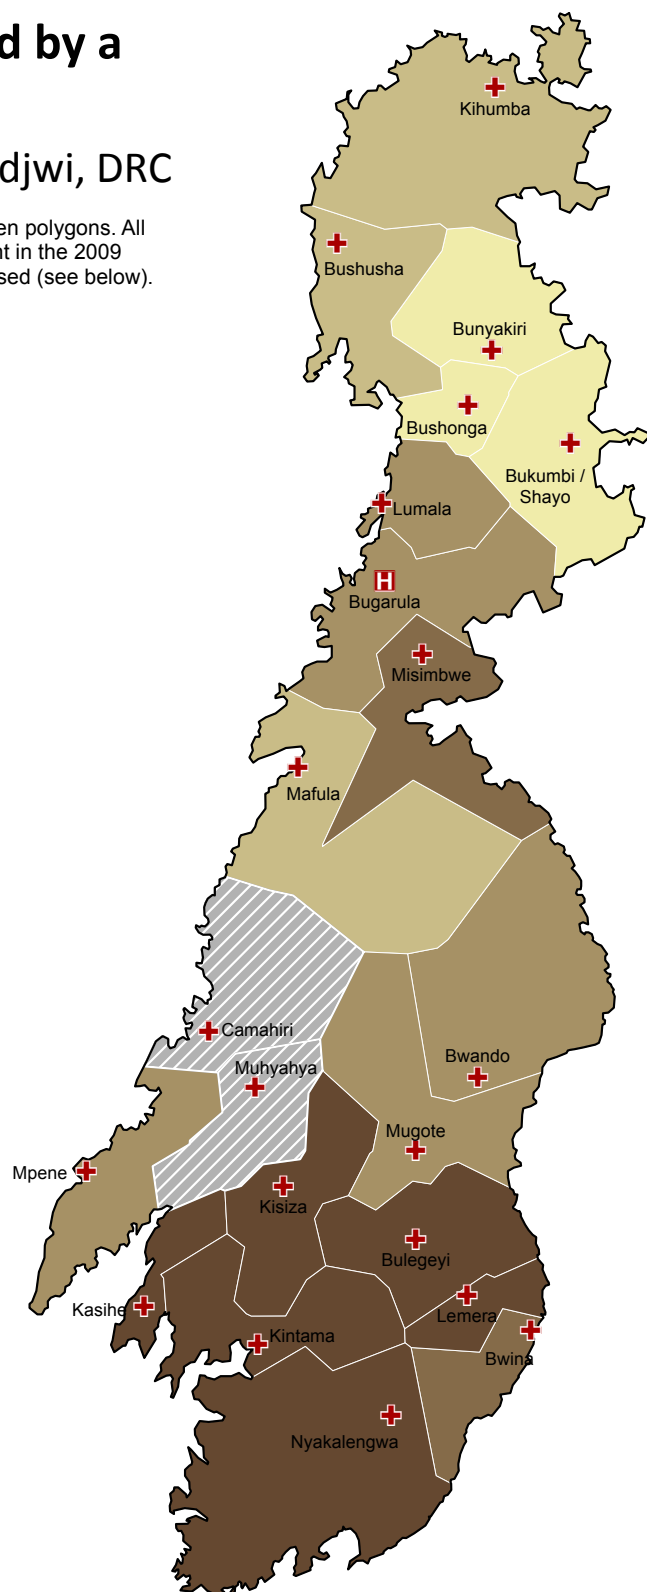 d by a
djwi, DRC
en polygons. All
t in the 2009
sed (see below).
Kihumba
Bushusha
Bunyakiri
Bushonga
Bukumbi /
Shayo
Lumala
H
Bugarula
Misimbwe
Mafula
Camahiri
Muhyahya
Bwando
Mugote
Mpene
Kisiza
Bulegeyi
Kasihe
Lemera
Kintama
Bwina
Nyakalengwa